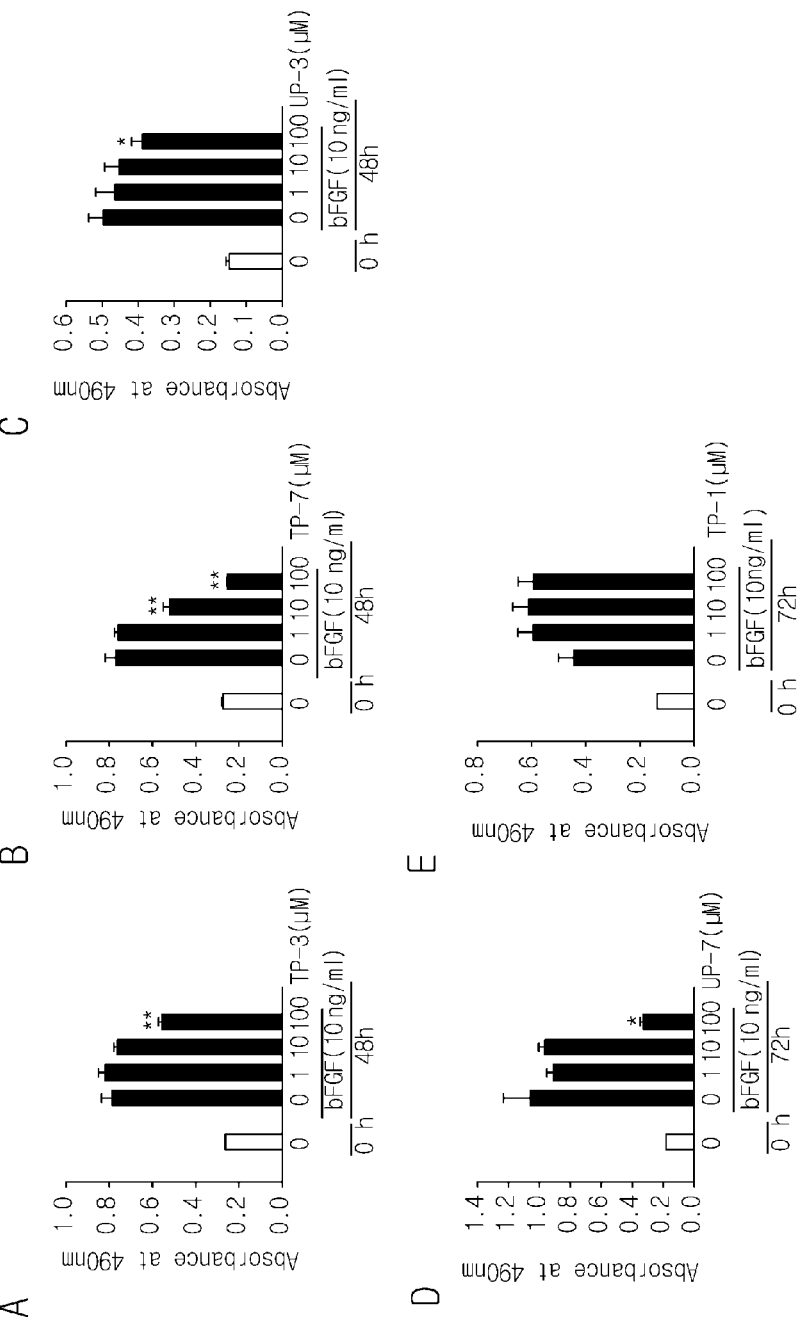 A
Absorbance at 490nm
1.0
0.8
0.6
0.4
0.2
0.0
**
0 0 1 10 100 TP-3(μM)
bFGF(10 ng/ml)
0 h 48h
B
Absorbance at 490nm
1.0
0.8
0.6
0.4
0.2
0.0
** **
0 0 1 10 100 TP-7(μM)
bFGF(10 ng/ml)
0 h 48h
C
Absorbance at 490nm
0.6
0.5
0.4
0.3
0.2
0.1
0.0
*
0 0 1 10 100 UP-3(μM)
bFGF(10 ng/ml)
0 h 48h
D
Absorbance at 490nm
1.4
1.2
1.0
0.8
0.6
0.4
0.2
0.0
*
0 0 1 10 100 UP-7(μM)
bFGF(10 ng/ml)
0 h 72h
E
Absorbance at 490nm
0.8
0.6
0.4
0.2
0.0
0 0 1 10 100 TP-1(μM)
bFGF(10ng/ml)
0 h 72h